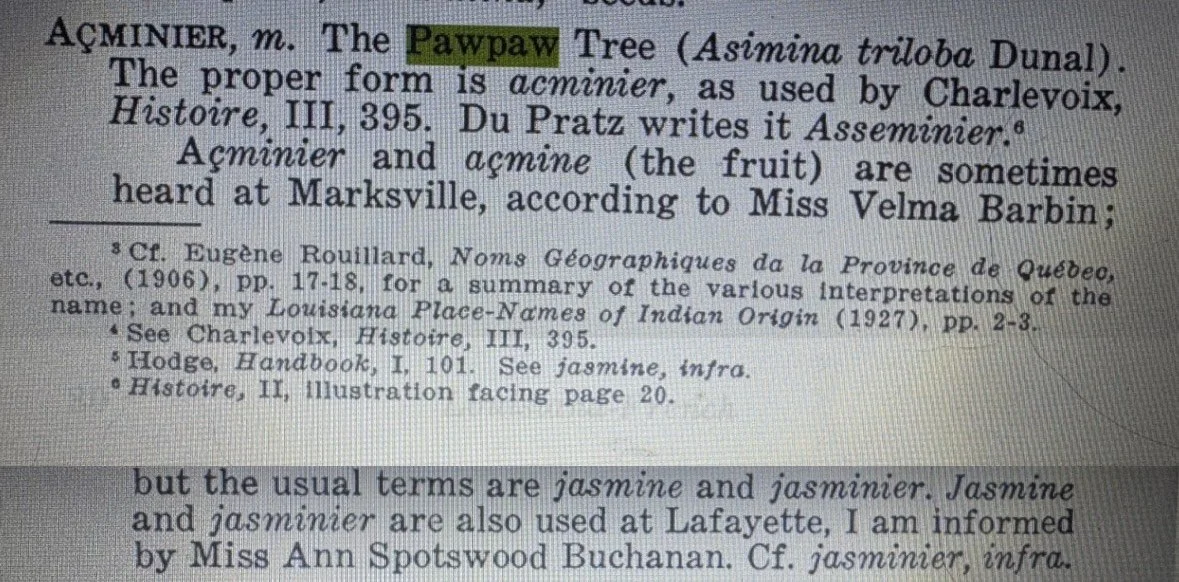 AÇMINIER, m. The Pawpaw Tree (Asimina triloba Dunal).
The proper form is acminier, as used by Charlevoix,
Histoire, III, 395. Du Pratz writes it Asseminier.⁶
Açminier and açmine (the fruit) are sometimes
heard at Marksville, according to Miss Velma Barbin;
³ Cf. Eugène Rouillard, Noms Géographiques da la Province de Québec,
etc., (1906), pp. 17-18, for a summary of the various interpretations of the
name; and my Louisiana Place-Names of Indian Origin (1927), pp. 2-3.
⁴ See Charlevoix, Histoire, III, 395.
⁵ Hodge, Handbook, I, 101. See jasmine, infra.
⁶ Histoire, II, illustration facing page 20.
but the usual terms are jasmine and jasminier. Jasmine
and jasminier are also used at Lafayette, I am informed
by Miss Ann Spotswood Buchanan. Cf. jasminier, infra.